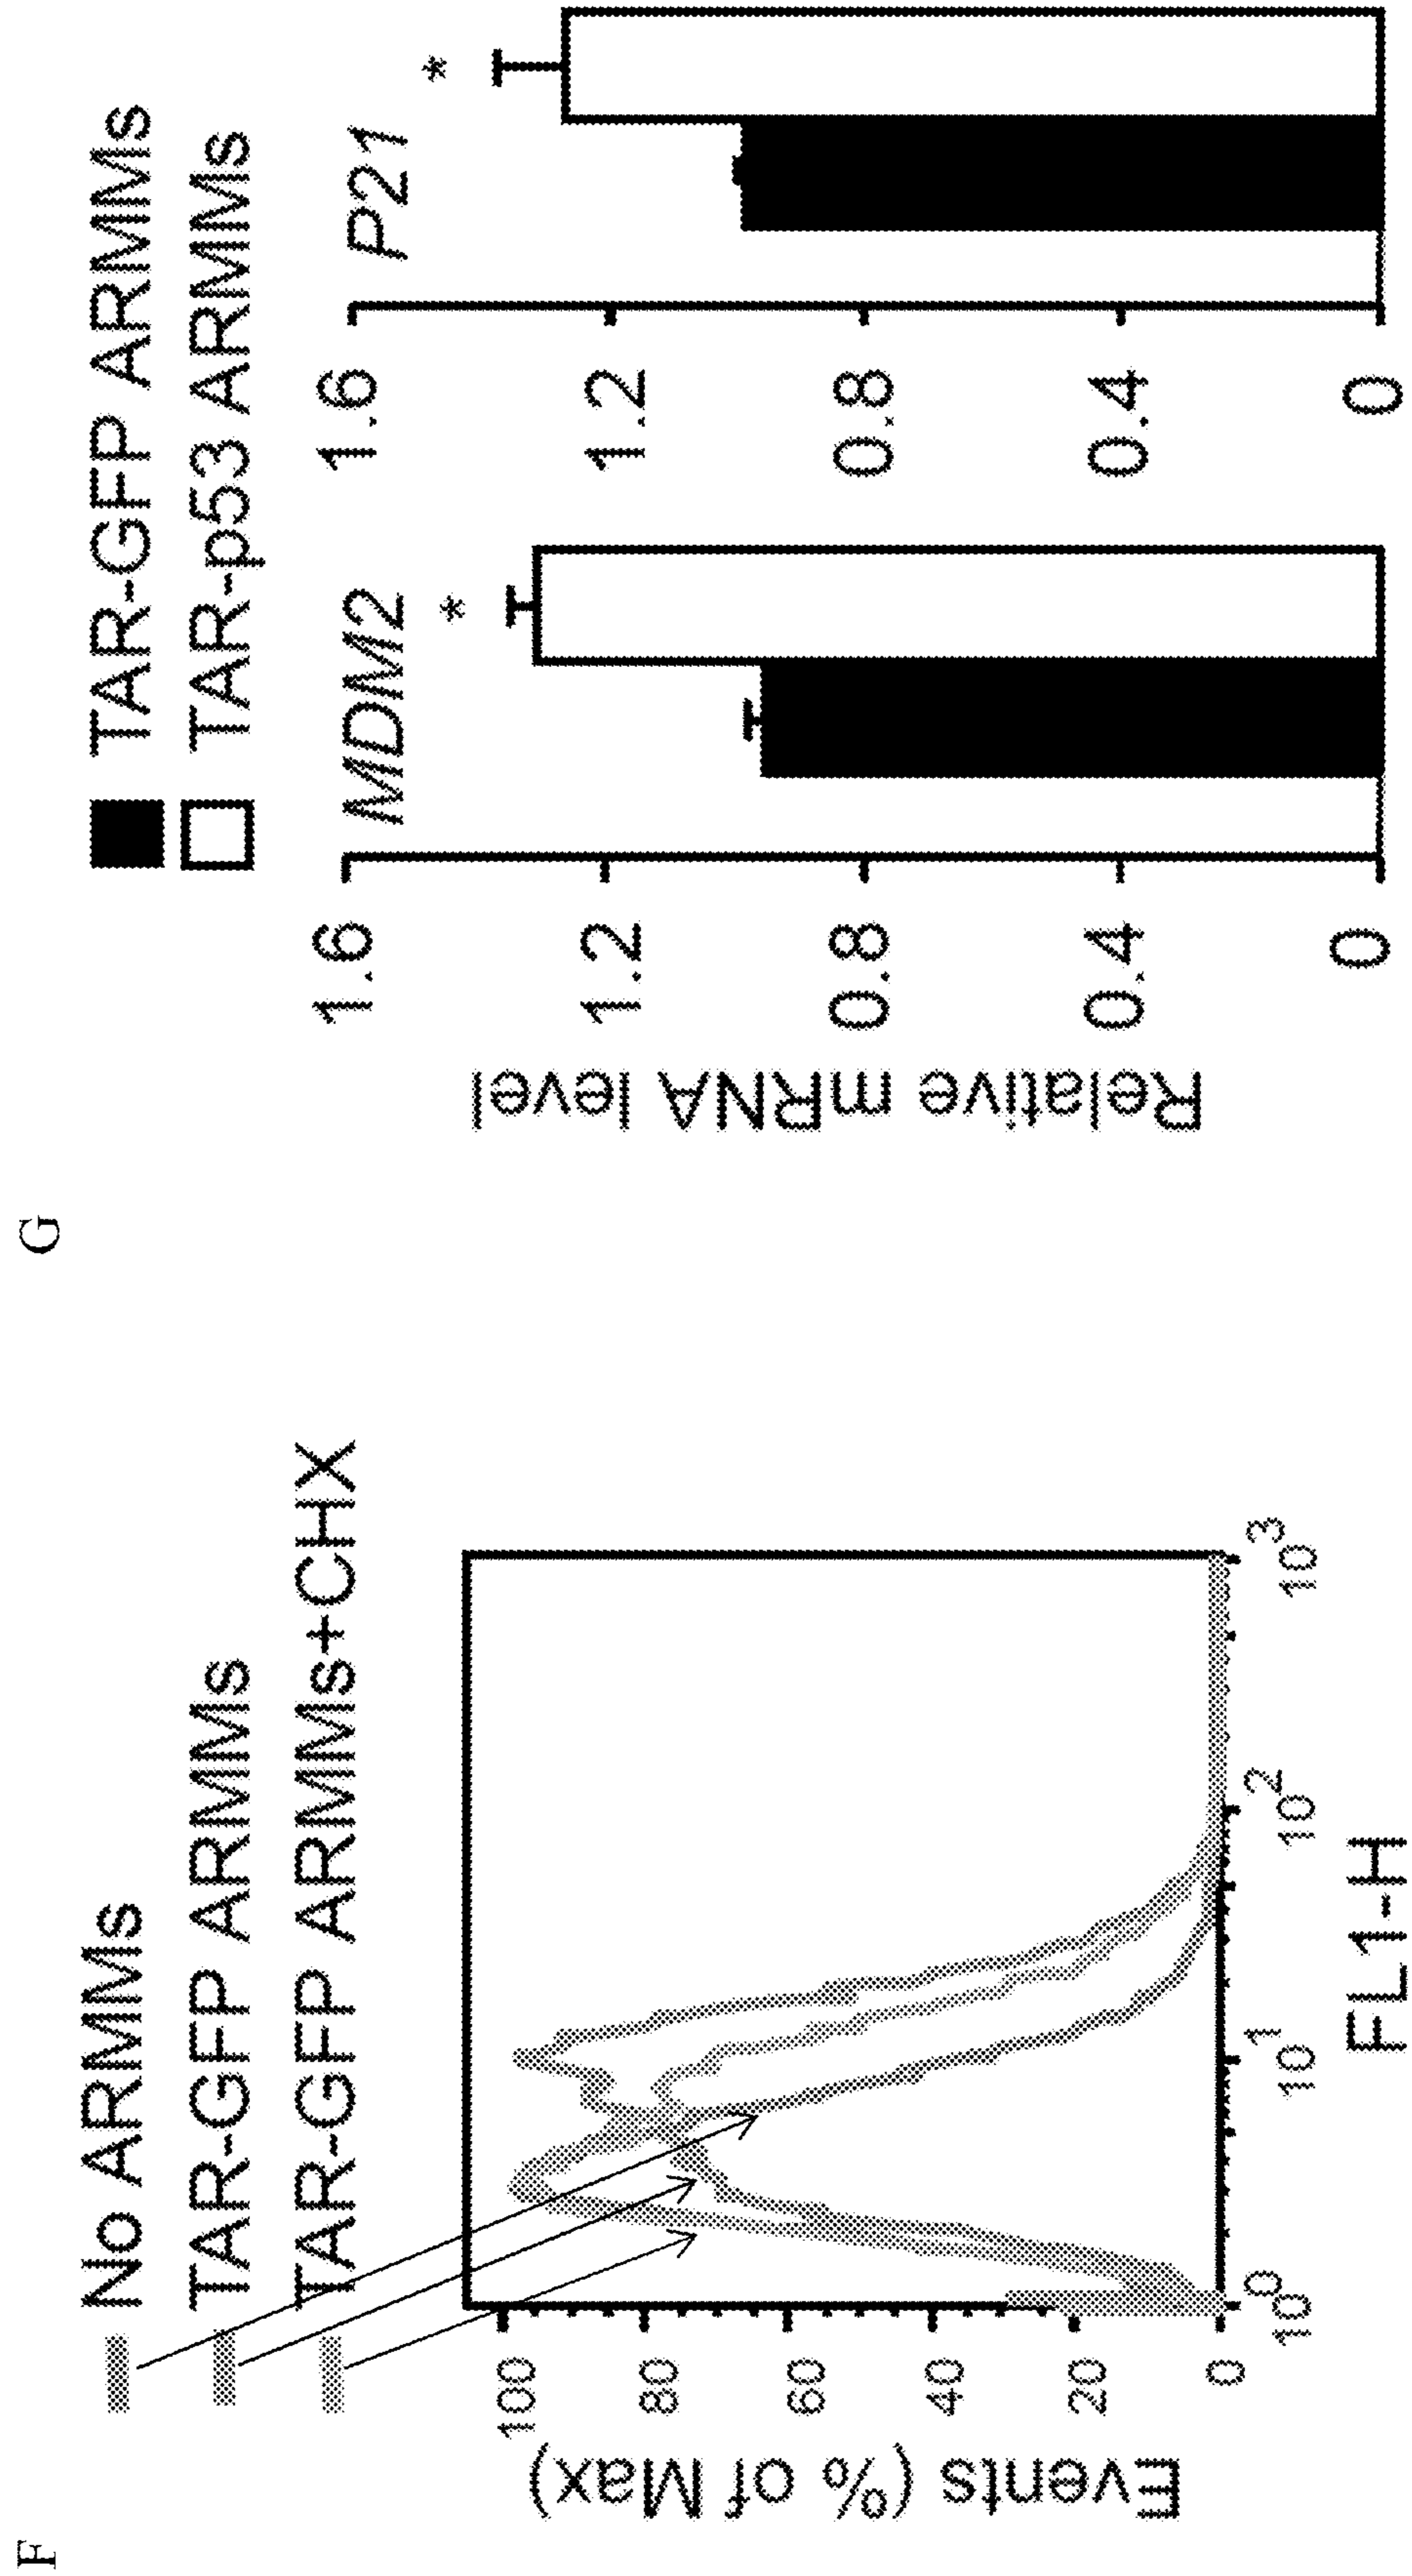 F
No ARMMs
TAR-GFP ARMMs
TAR-GFP ARMMs+CHX
Events (% of Max)
100
80
60
40
20
0
10^0 10^1 10^2 10^3
FL1-H
G
TAR-GFP ARMMs
TAR-p53 ARMMs
Relative mRNA level
MDM2
*
1.6
1.2
0.8
0.4
0
P21
*
1.6
1.2
0.8
0.4
0